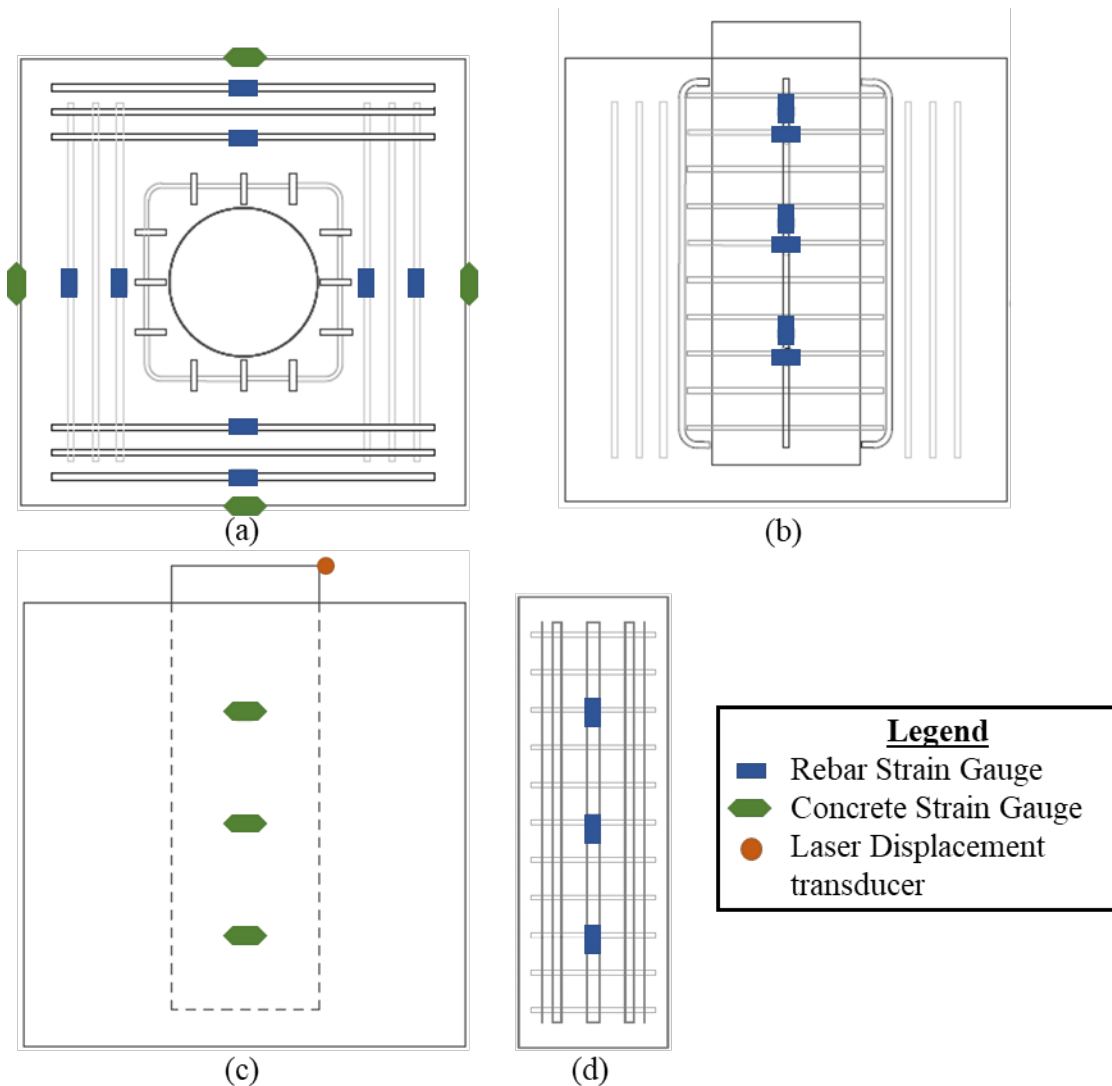 (a)
(b)
(c)
(d)
Legend
Rebar Strain Gauge
Concrete Strain Gauge
Laser Displacement
transducer